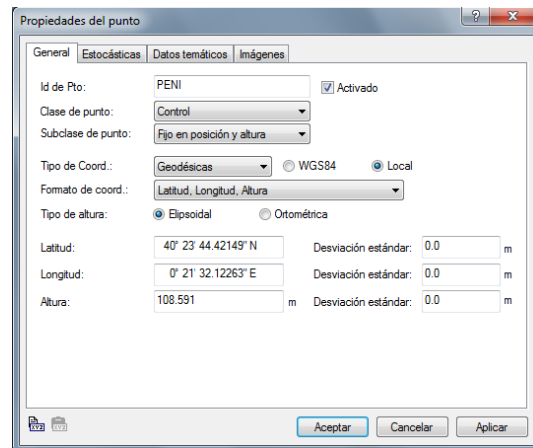 Propiedades del punto
General Estocásticas Datos temáticos Imágenes
Id de Pto: PENI Activado
Clase de punto: Control
Subclase de punto: Fijo en posición y altura
Tipo de Coord.: Geodésicas WGS84 Local
Formato de coord.: Latitud, Longitud, Altura
Tipo de altura: Elipsoidal Ortométrica
Latitud: 40° 23' 44.42149" N Desviación estándar: 0.0 m
Longitud: 0° 21' 32.12263" E Desviación estándar: 0.0 m
Altura: 108.591 m Desviación estándar: 0.0 m
Aceptar Cancelar Aplicar